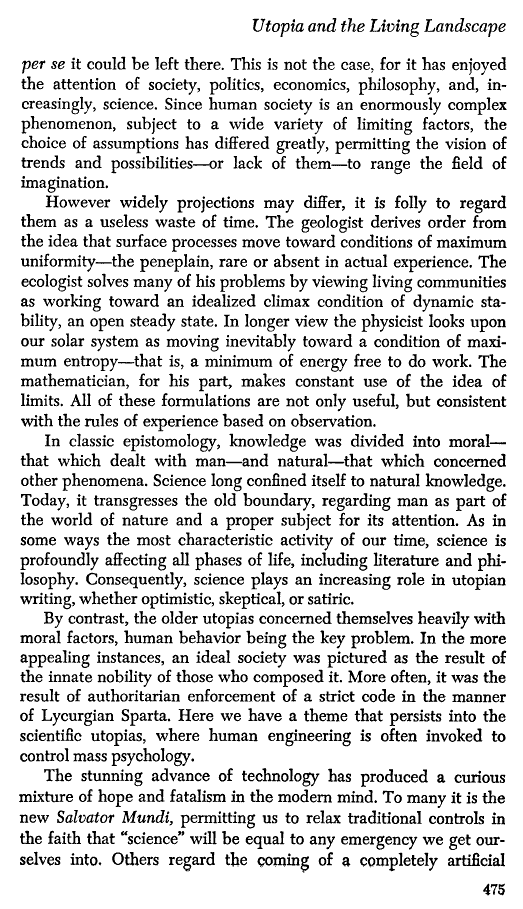 Utopia and the Living Landscape
per se it could be left there. This is not the case, for it has enjoyed
the attention of society, politics, economics, philosophy, and, in-
creasingly, science. Since human society is an enormously complex
phenomenon, subject to a wide variety of limiting factors, the
choice of assumptions has differed greatly, permitting the vision of
trends and possibilities—or lack of them—to range the field of
imagination.
However widely projections may differ, it is folly to regard
them as a useless waste of time. The geologist derives order from
the idea that surface processes move toward conditions of maximum
uniformity—the peneplain, rare or absent in actual experience. The
ecologist solves many of his problems by viewing living communities
as working toward an idealized climax condition of dynamic sta-
bility, an open steady state. In longer view the physicist looks upon
our solar system as moving inevitably toward a condition of maxi-
mum entropy—that is, a minimum of energy free to do work. The
mathematician, for his part, makes constant use of the idea of
limits. All of these formulations are not only useful, but consistent
with the rules of experience based on observation.
In classic epistomology, knowledge was divided into moral—
that which dealt with man—and natural—that which concerned
other phenomena. Science long confined itself to natural knowledge.
Today, it transgresses the old boundary, regarding man as part of
the world of nature and a proper subject for its attention. As in
some ways the most characteristic activity of our time, science is
profoundly affecting all phases of life, including literature and phi-
losophy. Consequently, science plays an increasing role in utopian
writing, whether optimistic, skeptical, or satiric.
By contrast, the older utopias concerned themselves heavily with
moral factors, human behavior being the key problem. In the more
appealing instances, an ideal society was pictured as the result of
the innate nobility of those who composed it. More often, it was the
result of authoritarian enforcement of a strict code in the manner
of Lycurgian Sparta. Here we have a theme that persists into the
scientific utopias, where human engineering is often invoked to
control mass psychology.
The stunning advance of technology has produced a curious
mixture of hope and fatalism in the modern mind. To many it is the
new Salvator Mundi, permitting us to relax traditional controls in
the faith that “science” will be equal to any emergency we get our-
selves into. Others regard the coming of a completely artificial
475